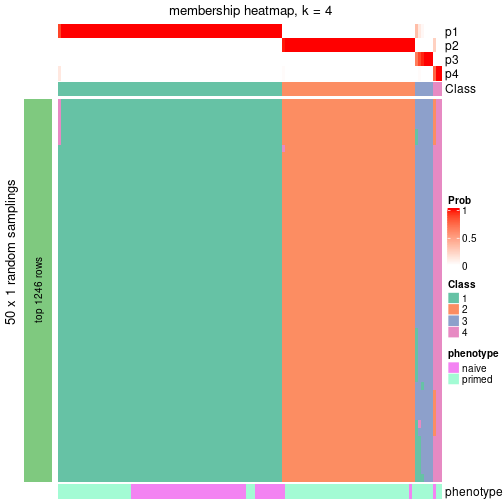 membership heatmap, k = 4
p1
p2
p3
p4
Class
50 x 1 random samplings
top 1246 rows
Prob
1
0.5
0
Class
1
2
3
4
phenotype
naive
primed
phenotype